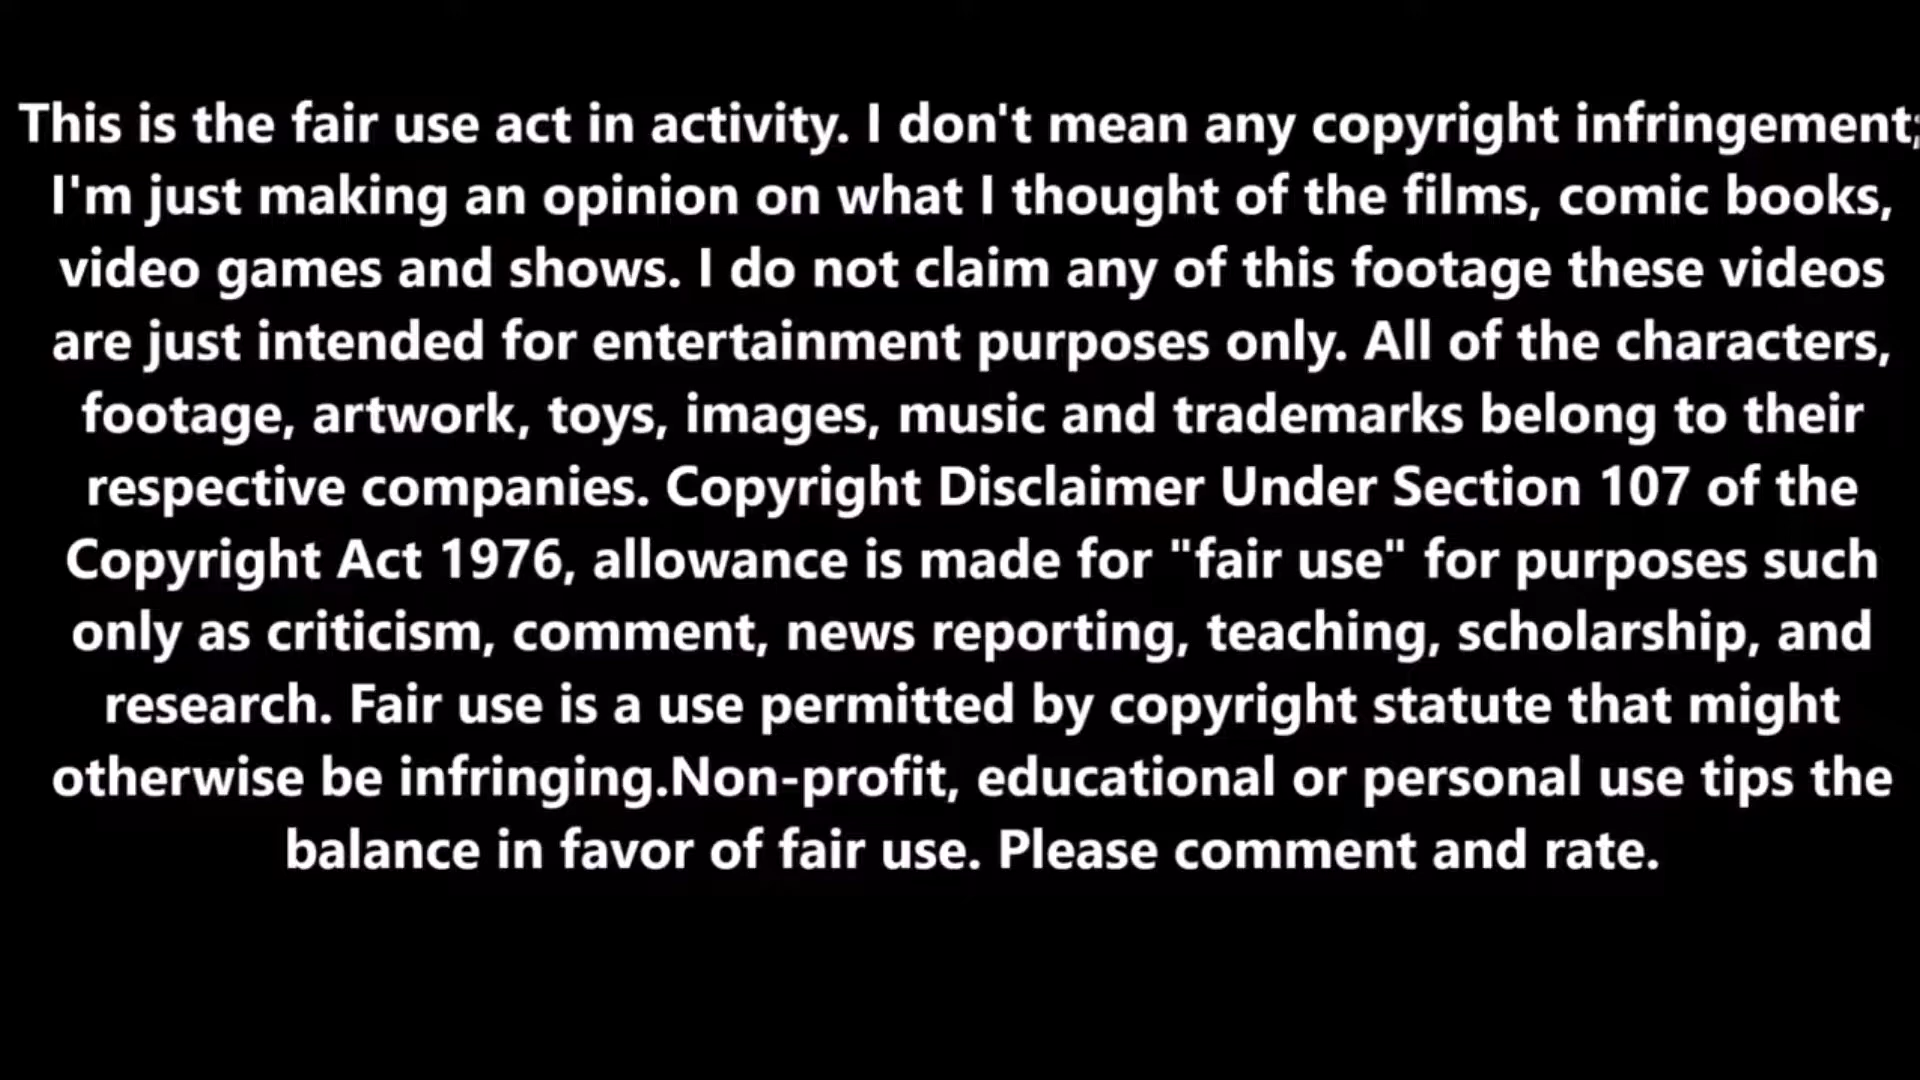 This is the fair use act in activity. I don't mean any copyright infringement;
I'm just making an opinion on what I thought of the films, comic books,
video games and shows. I do not claim any of this footage these videos
are just intended for entertainment purposes only. All of the characters,
footage, artwork, toys, images, music and trademarks belong to their
respective companies. Copyright Disclaimer Under Section 107 of the
Copyright Act 1976, allowance is made for "fair use" for purposes such
only as criticism, comment, news reporting, teaching, scholarship, and
research. Fair use is a use permitted by copyright statute that might
otherwise be infringing.Non-profit, educational or personal use tips the
balance in favor of fair use. Please comment and rate.